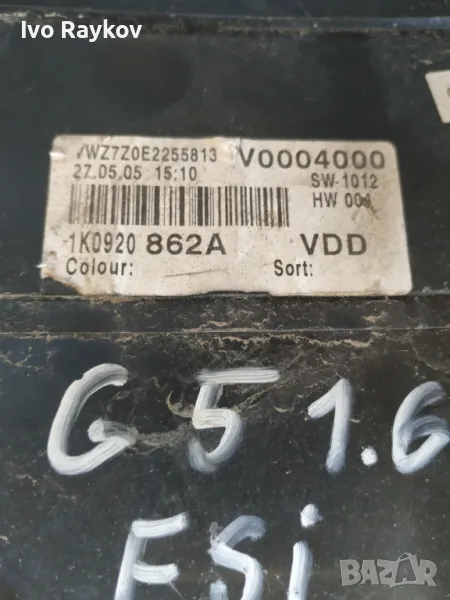 Ivo Raykov
VWZ7Z0E2255813 V0004000
27.05.05 15:10 SW-1012
HW 004
1K0920 862A VDD
Colour: Sort:
G5 1.6
FSi
BAZAR